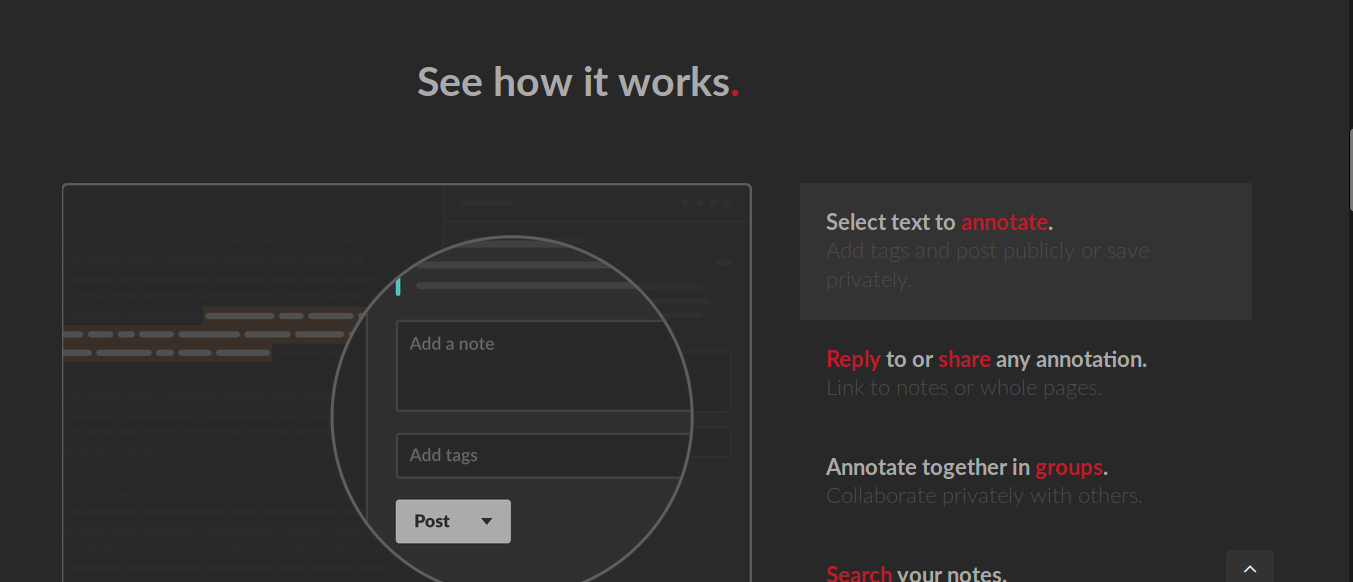 See how it works.
Add a note
Add tags
Post
Select text to annotate.
Add tags and post publicly or save
privately.
Reply to or share any annotation.
Link to notes or whole pages.
Annotate together in groups.
Collaborate privately with others.
Search your notes.